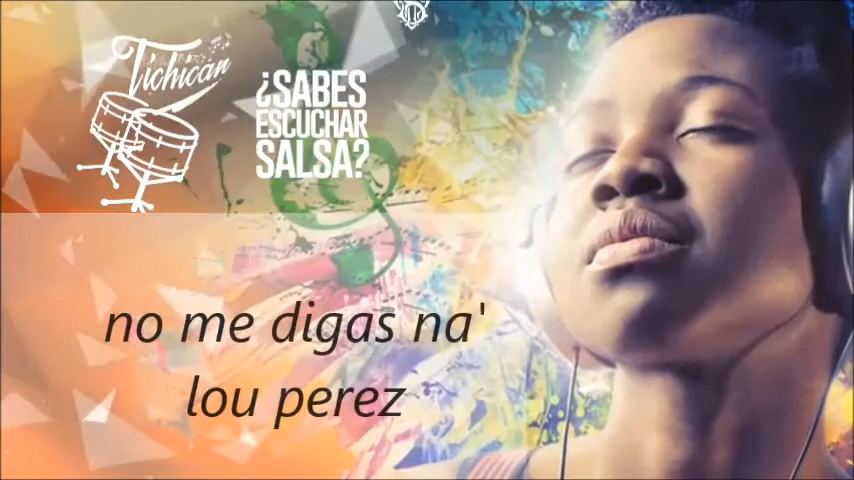 Tichicán
¿SABES
ESCUCHAR
SALSA?
no me digas na'
lou perez